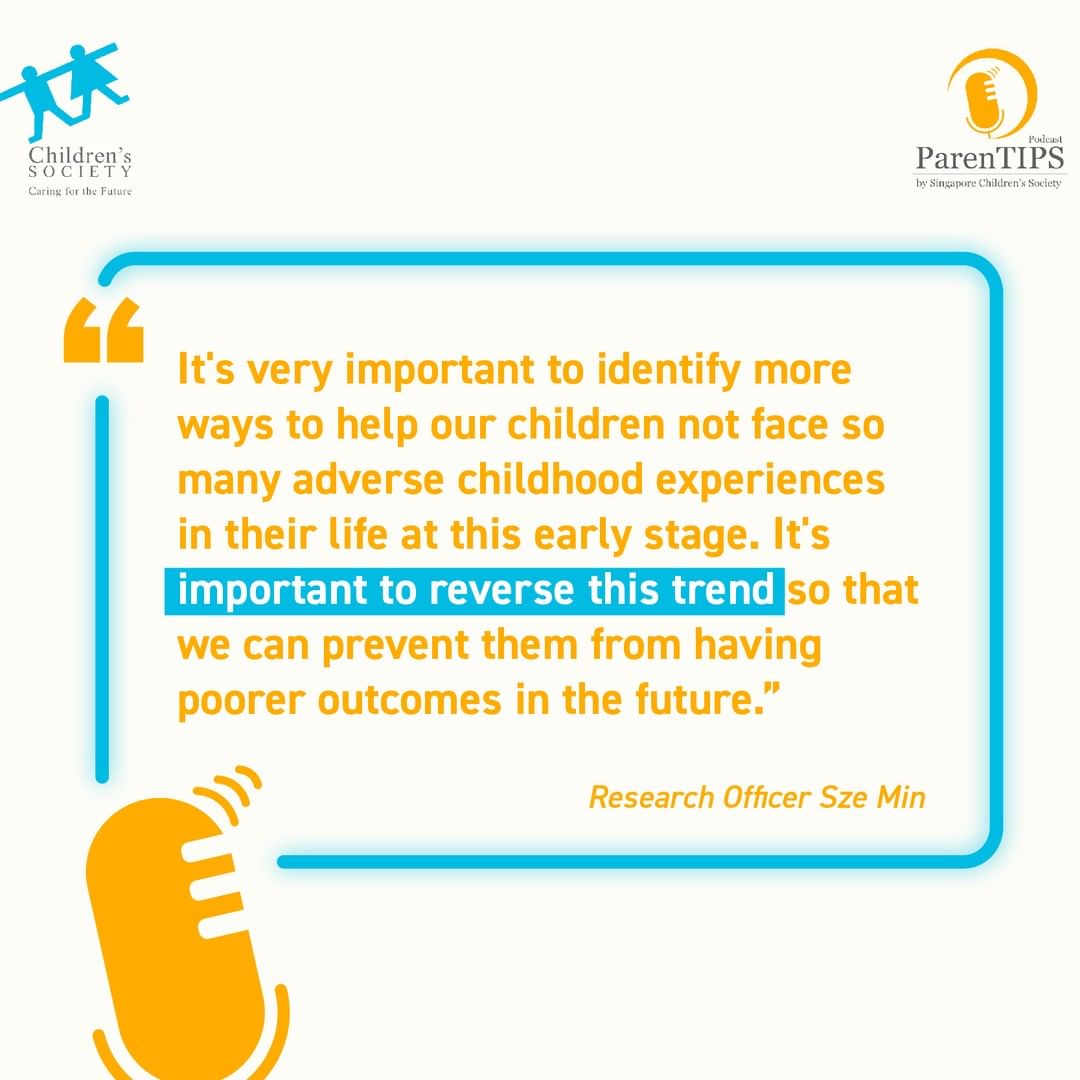 Children's
SOCIETY
Caring for the Future
Podcast
ParenTIPS
by Singapore Children's Society
“
It's very important to identify more
ways to help our children not face so
many adverse childhood experiences
in their life at this early stage. It's
important to reverse this trend so that
we can prevent them from having
poorer outcomes in the future.”
Research Officer Sze Min